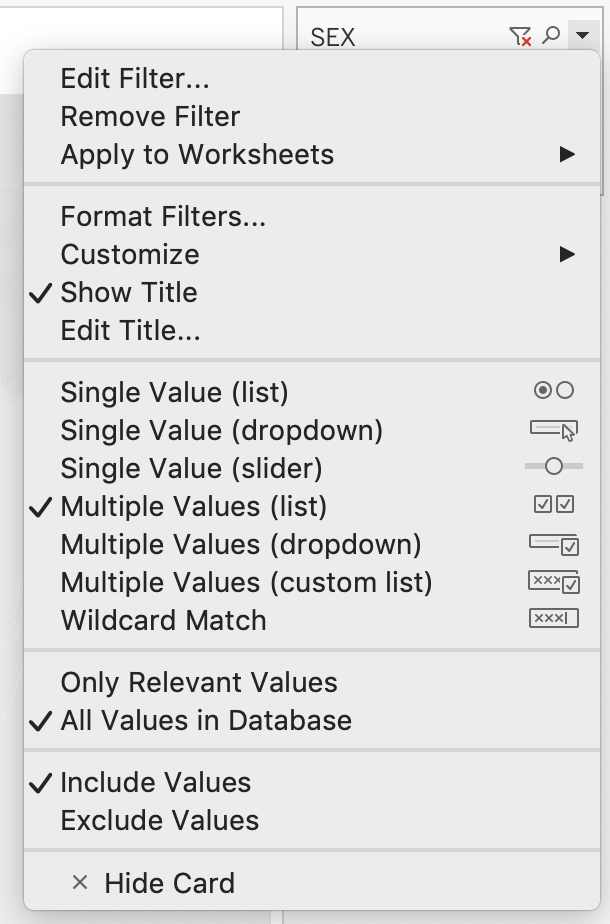 SEX
Edit Filter...
Remove Filter
Apply to Worksheets
Format Filters...
Customize
Show Title
Edit Title...
Single Value (list)
Single Value (dropdown)
Single Value (slider)
Multiple Values (list)
Multiple Values (dropdown)
Multiple Values (custom list)
xxx
Wildcard Match
xxx
Only Relevant Values
All Values in Database
Include Values
Exclude Values
Hide Card